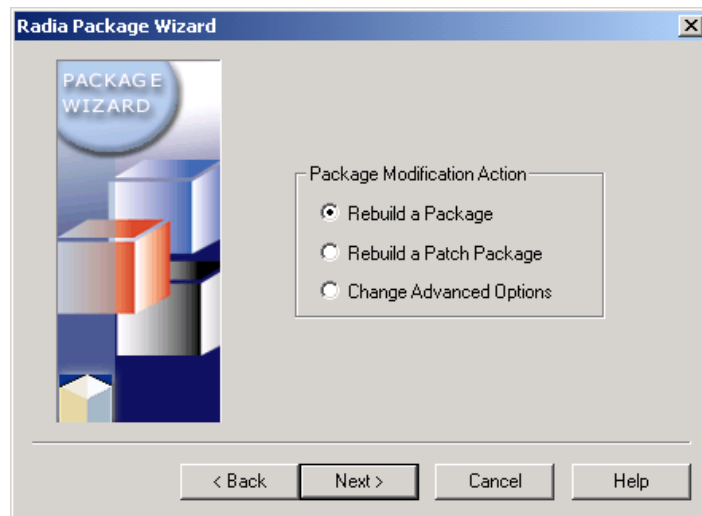 Radia Package Wizard
PACKAGE
WIZARD
Package Modification Action
Rebuild a Package
Rebuild a Patch Package
Change Advanced Options
< Back
Next >
Cancel
Help